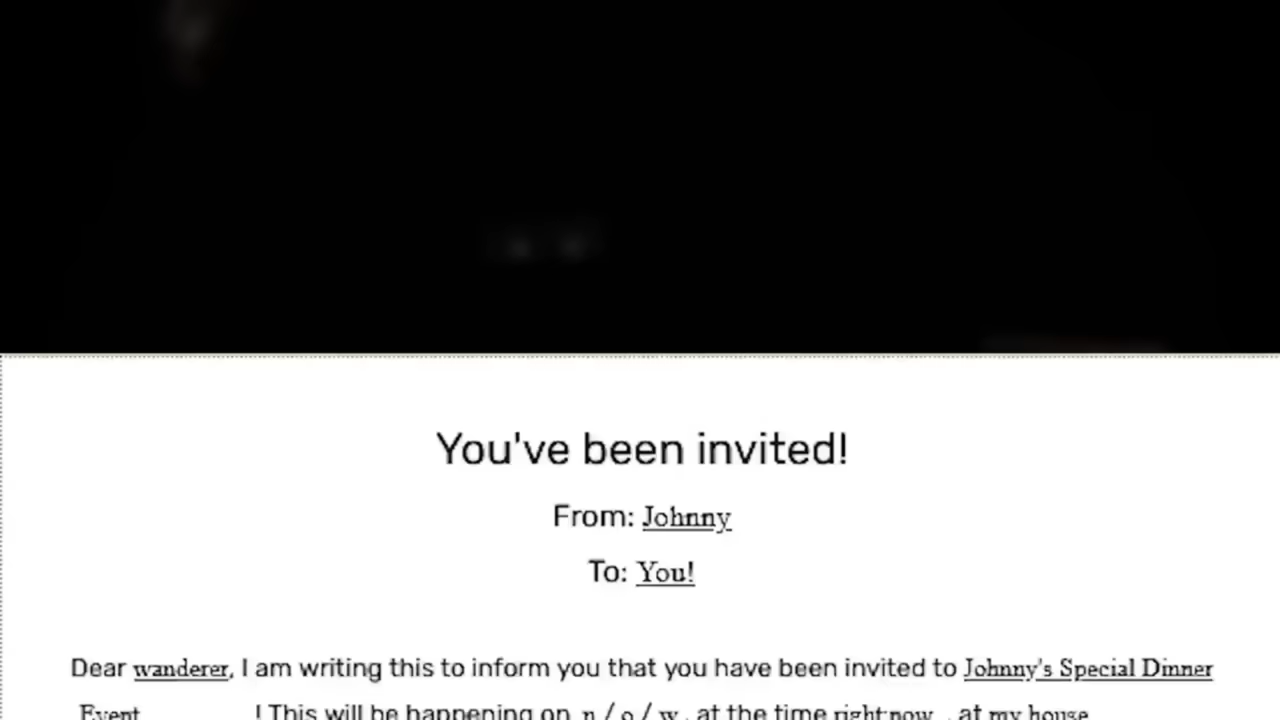 You've been invited!
From: Johnny
To: You!
Dear wanderer, I am writing this to inform you that you have been invited to Johnny's Special Dinner
Event ! This will be happening on n / o / w , at the time right now , at my house